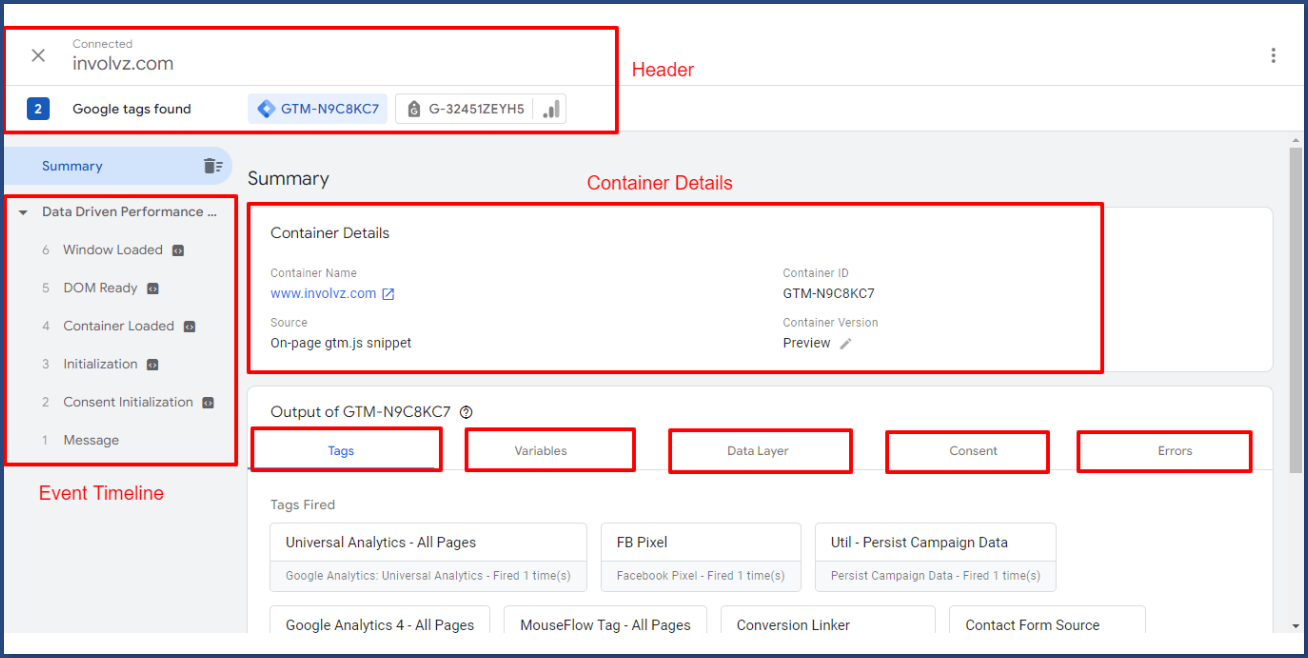 Connected
involvz.com
Header
2 Google tags found GTM-N9C8KC7 G-32451ZEYH5
Summary
Data Driven Performance ...
6 Window Loaded
5 DOM Ready
4 Container Loaded
3 Initialization
2 Consent Initialization
1 Message
Event Timeline
Summary
Container Details
Container Details
Container Name
www.involvz.com
Container ID
GTM-N9C8KC7
Source
On-page gtm.js snippet
Container Version
Preview
Output of GTM-N9C8KC7
Tags Variables Data Layer Consent Errors
Tags Fired
Universal Analytics - All Pages
Google Analytics: Universal Analytics - Fired 1 time(s)
FB Pixel
Facebook Pixel - Fired 1 time(s)
Util - Persist Campaign Data
Persist Campaign Data - Fired 1 time(s)
Google Analytics 4 - All Pages
MouseFlow Tag - All Pages
Conversion Linker
Contact Form Source